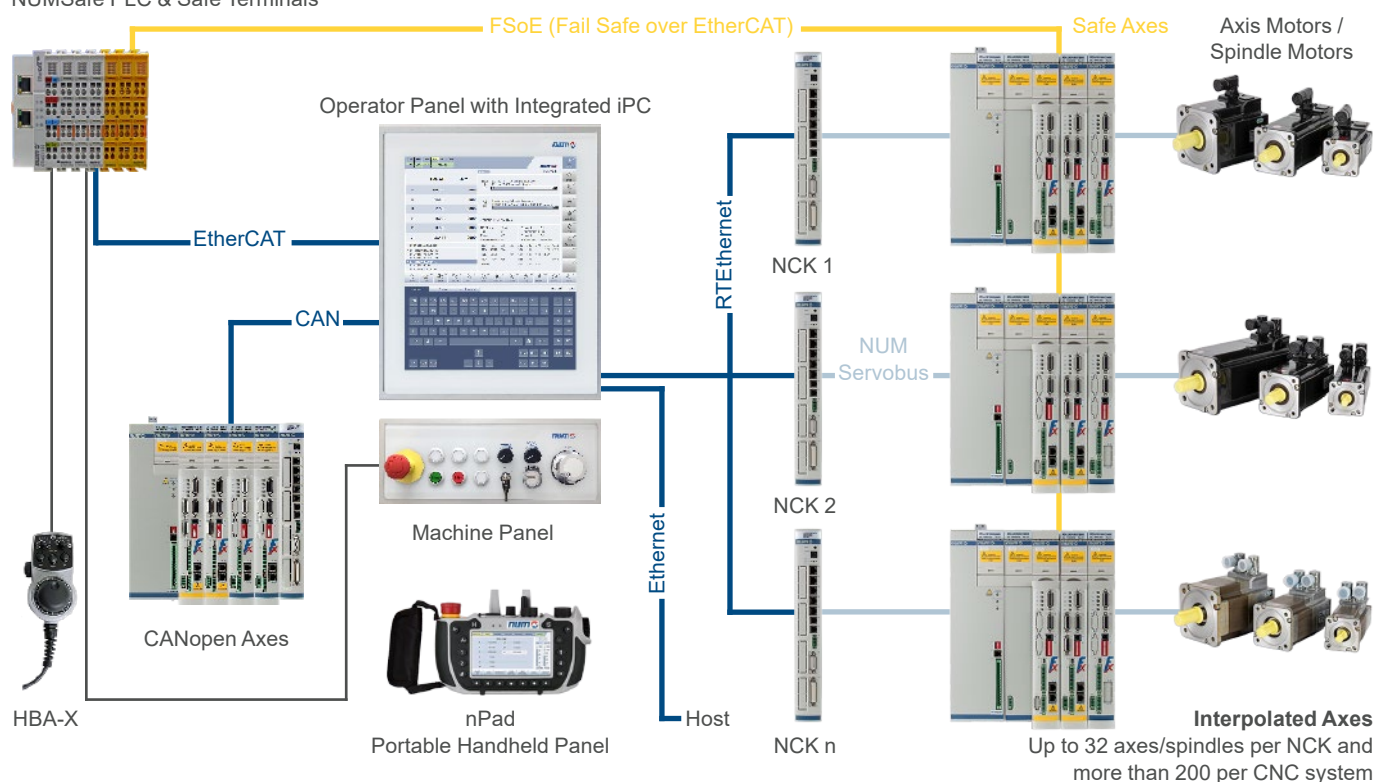 NUMSafe PLC & Safe Terminals
FSoE (Fail Safe over EtherCAT)
Safe Axes
Axis Motors /
Spindle Motors
Operator Panel with Integrated iPC
num
EtherCAT
RTEthernet
NCK 1
CAN
NUM
Servobus
num
NCK 2
Machine Panel
Ethernet
num
CANopen Axes
HBA-X
nPad
Portable Handheld Panel
Host
NCK n
Interpolated Axes
Up to 32 axes/spindles per NCK and
more than 200 per CNC system